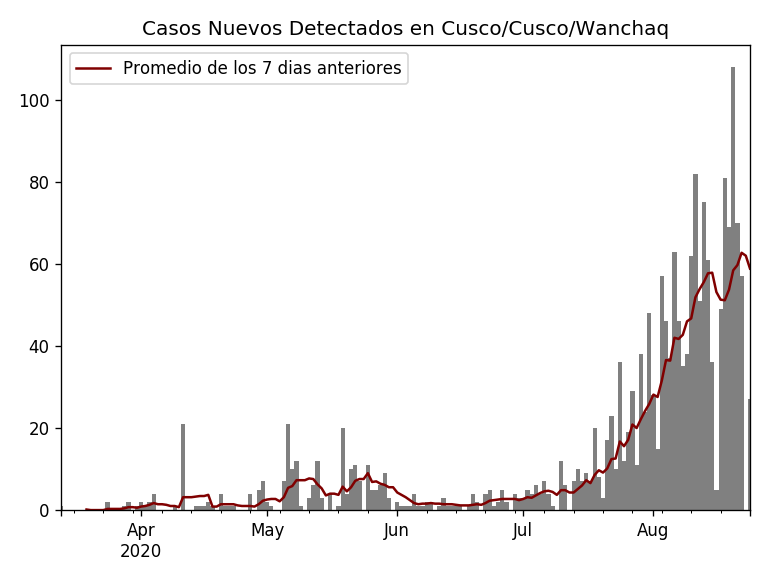 Casos Nuevos Detectados en Cusco/Cusco/Wanchaq
Promedio de los 7 dias anteriores
100
80
60
40
20
0
Apr May Jun Jul Aug
2020